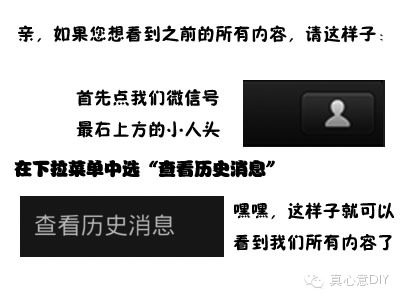 亲，如果您想看到之前的所有内容，请这样子：
首先点我们微信号
最右上方的小人头
在下拉菜单中选“查看历史消息”
查看历史消息
嘿嘿，这样子就可以
看到我们所有内容了
真心意DIY